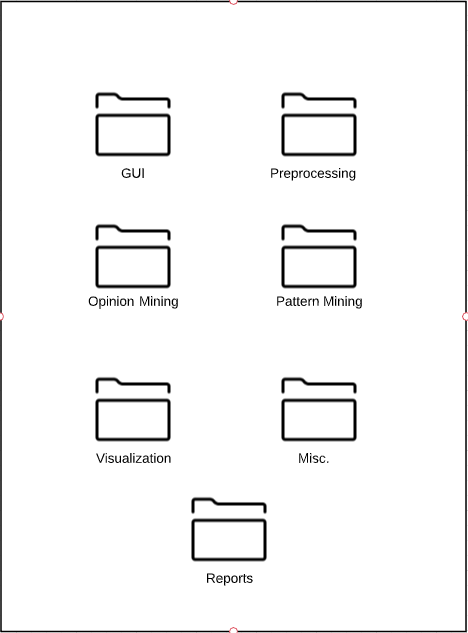 GUI
Preprocessing
Opinion Mining
Pattern Mining
Visualization
Misc.
Reports